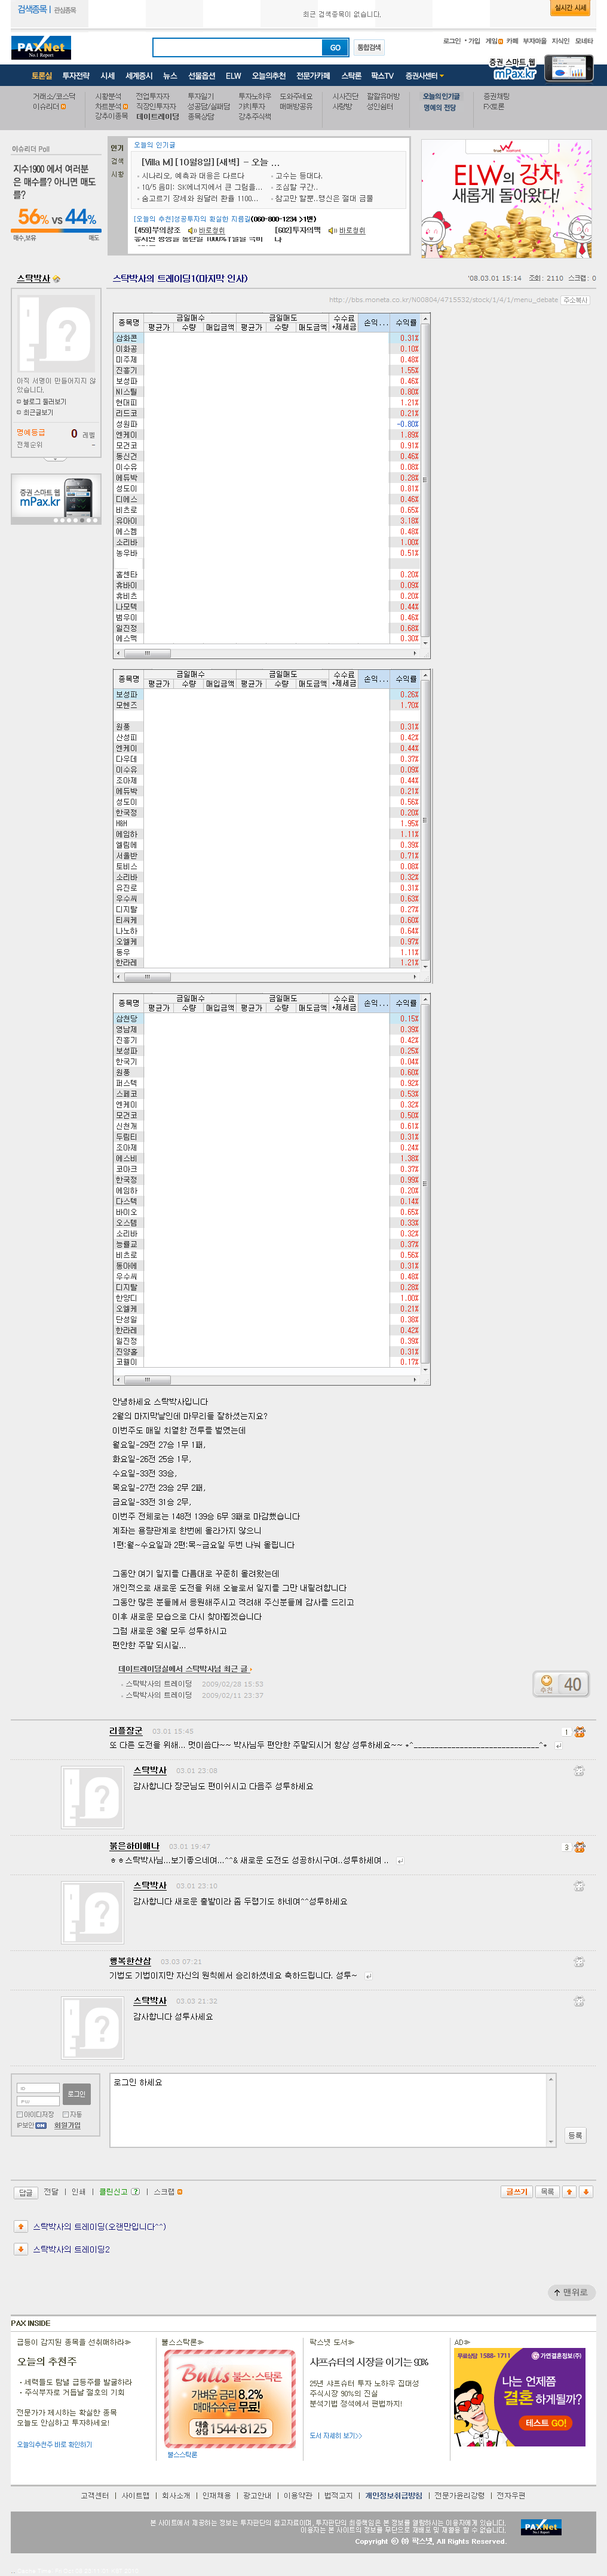 검색종목 | 관심종목
최근 검색종목이 없습니다.
실시간 시세
PAXNet
No.1 Report
GO
통합검색
로그인 · 가입 게임 카페 부자마을 지식인 모네타
토론실 투자전략 시세 세계증시 뉴스 선물옵션 ELW 오늘의추천 전문가카페 스탁론 팍스TV 증권사센터
증권 스마트 웹
mPax.kr
거래소/코스닥 시황분석 전업투자자 투자일기 투자노하우 도와주세요 시사진단 칼럼유머방 오늘의인기글 증권채팅
이슈리더 차트분석 직장인투자자 성공담/실패담 가치투자 매매방공유 사랑방 성인쉼터 명예의 전당 FX토론
강추이종목 데이트레이딩 종목상담 강추주식책
이슈리더 Poll
지수1900 에서 여러분은 매수를? 아니면 매도를?
56% vs 44%
매수,보유 매도
인기
검색
시황
오늘의 인기글
[Villa M] [10월8일] [새벽] - 오늘 ...
· 시나리오, 예측과 대응은 다르다 · 고수는 등대다.
· 10/5 음미: SK에너지에서 큰 그림을... · 조심할 구간..
· 숨고르기 장세와 원달러 환율 1100...
[오늘의 추천]성공투자의 확실한 지름길(060-800-1234 >1번)
[459]부의창조 바로청취 [602]투자의맥 바로청취
ELW의 강자
새롭게 돌아왔다!
스탁박사
스탁박사의 트레이딩1(마지막 인사)
'08.03.01 15:14 조회: 2110 스크랩: 0
http://bbs.moneta.co.kr/N00804/4715532/stock/1/4/1/menu_debate 주소복사
아직 서명이 만들어지지 않았습니다.
블로그 둘러보기
최근글보기
명예등급 0 레벨
전체순위 -
증권 스마트 웹
mPax.kr
종목명 금일매수 금일매도 수수료+제세금 손익... 수익률
평균가 수량 매입금액 평균가 수량 매도금액
삼화콘 0.31%
이화공 0.10%
미주제 0.48%
진흥기 1.55%
보성파 0.46%
NI스틸 0.80%
현대피 1.21%
리드코 0.21%
성원파 -0.80%
엔케이 1.89%
모건코 0.91%
동신건 0.46%
이수유 0.08%
에듀박 0.28%
성도이 0.81%
디에스 0.46%
비츠로 0.65%
유아이 3.18%
에스켐 0.48%
소리바 1.00%
농우바 0.51%
홈센타 0.20%
휴바이 0.09%
휴비츠 0.20%
나모텍 0.44%
범우이 0.46%
일진정 0.68%
에스맥 0.30%
종목명 금일매수 금일매도 수수료+제세금 손익... 수익률
평균가 수량 매입금액 평균가 수량 매도금액
보성파 0.26%
모헨즈 1.70%
원풍 0.31%
산성피 0.42%
엔케이 0.44%
다우데 0.37%
이수유 0.09%
조아제 0.44%
에듀박 0.21%
성도이 0.56%
한국정 0.20%
H&H 1.95%
에임하 1.11%
엘림에 0.39%
서울반 0.71%
토비스 0.08%
소리바 0.32%
유진로 0.31%
우수씨 0.63%
디지탈 0.27%
티씨케 0.60%
나노하 0.64%
오엘케 0.97%
동우 1.11%
한라레 1.21%
종목명 금일매수 금일매도 수수료+제세금 손익... 수익률
평균가 수량 매입금액 평균가 수량 매도금액
삼현당 0.15%
영남제 0.39%
진흥기 0.42%
보성파 0.25%
한국기 0.84%
원풍 0.60%
퍼스텍 0.92%
스페코 0.53%
엔케이 0.32%
모건코 0.50%
신천개 0.61%
두림티 0.31%
조아제 0.24%
에스비 1.38%
코마크 0.37%
한국정 0.99%
에임하 0.20%
다스텍 0.14%
바이오 0.65%
오스템 0.33%
소리바 0.32%
능률교 0.37%
비츠로 0.56%
동아에 0.31%
우수씨 0.48%
디지탈 0.28%
한양디 1.00%
오엘케 0.21%
단성일 0.38%
한라레 0.42%
일진정 0.39%
진양홀 0.31%
코퓰이 0.17%
안녕하세요 스탁박사입니다
2월의 마지막날인데 마무리를 잘하셨는지요?
이번주도 매일 치열한 전투를 벌였는데
월요일-29전 27승 1무 1패,
화요일-26전 25승 1무,
수요일-33전 33승,
목요일-27전 23승 2무 2패,
금요일-33전 31승 2무,
이번주 전체로는 148전 139승 6무 3패로 마감했습니다
계좌는 용량관계로 한번에 올라가지 않으니
1편:월~수요일과 2편:목~금요일 두번 나눠 올립니다
그동안 여기 일지를 다름대로 꾸준히 올려왔는데
개인적으로 새로운 도전을 위해 오늘로서 일지를 그만 내릴려합니다
그동안 많은 분들께서 응원해주시고 격려해 주신분들께 감사를 드리고
이후 새로운 모습으로 다시 찾아뵙겠습니다
그럼 새로운 3월 모두 성투하시고
편안한 주말 되시길...
데이트레이딩실에서 스탁박사님 최근 글
· 스탁박사의 트레이딩 2009/02/28 15:53
· 스탁박사의 트레이딩 2009/02/11 23:37
추천 40
리플장군 03.01 15:45 1
또 다른 도전을 위해... 멋이씀다~~ 박사님두 편안한 주말되시거 항상 성투하세요~~ +^______________________________^+
스탁박사 03.01 23:08
감사합니다 장군님도 편이쉬시고 다음주 성투하세요
붉은하이애나 03.01 19:47 3
ㅎㅎ스탁박사님...보기좋으네여...^^& 새로운 도전도 성공하시구여..성투하세여 ..
스탁박사 03.01 23:10
감사합니다 새로운 출발이라 좀 두렵기도 하네여^^성투하세요
행복한산삼 03.03 07:21
기법도 기법이지만 자신의 원칙에서 승리하셨네요 축하드립니다. 성투~
스탁박사 03.03 21:32
감사합니다 성투사세요
ID
PW
로그인
아이디저장 자동
IP보안 회원가입
로그인 하세요
등록
답글 전달 | 인쇄 | 클린신고 | 스크랩
글쓰기 목록
스탁박사의 트레이딩(오랜만입니다^^)
스탁박사의 트레이딩2
맨위로
PAX INSIDE
급등이 감지된 종목을 선취매하라≫
오늘의 추천주
· 세력들도 탐낼 급등주를 발굴하라
· 주식부자로 거듭날 절호의 기회
전문가가 제시하는 확실한 종목
오늘도 안심하고 투자하세요!
오늘의추천주 바로 확인하기
불스스탁론≫
Bulls 불스·스탁론
가벼운 금리 8.2%
매매수수료 무료!
대출상담 1544-8125
불스스탁론
팍스넷 도서≫
샤프슈터의 시장을 이기는 90%
25년 샤프슈터 투자 노하우 집대성
주식시장 90%의 진실
분석기법 정석에서 편법까지!
도서 자세히 보기>>
AD≫
무료상담 1588-1711 가연결혼정보(주)
나는 언제쯤
결혼하게될까?
테스트 GO!
고객센터 | 사이트맵 | 회사소개 | 인재채용 | 광고안내 | 이용약관 | 법적고지 | 개인정보취급방침 | 전문가윤리강령 | 전자우편
본 사이트에서 제공하는 정보는 투자판단의 참고자료이며, 투자판단의 최종책임은 본 정보를 열람하시는 이용자에게 있습니다.
이용자는 본 사이트의 정보를 무단으로 재배포 및 재활용 할 수 없습니다.
Copyright ⓒ ㈜ 팍스넷, All Rights Reserved.
PAXNet
No.1 Report